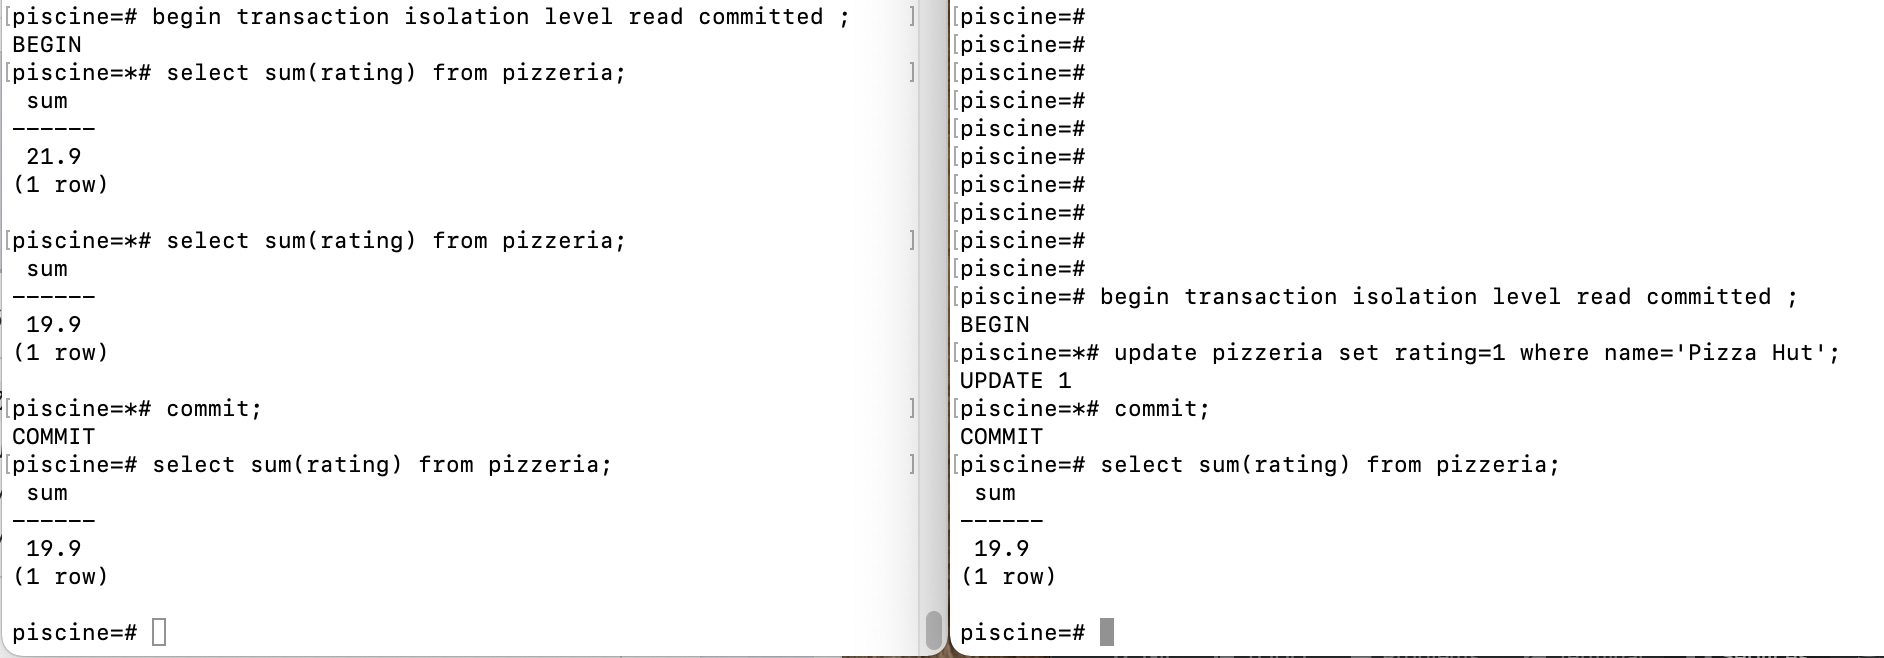 piscine=# begin transaction isolation level read committed ;
BEGIN
piscine=*# select sum(rating) from pizzeria;
sum
------
21.9
(1 row)
piscine=*# select sum(rating) from pizzeria;
sum
------
19.9
(1 row)
piscine=*# commit;
COMMIT
piscine=# select sum(rating) from pizzeria;
sum
------
19.9
(1 row)
piscine=#
piscine=#
piscine=#
piscine=#
piscine=#
piscine=#
piscine=#
piscine=#
piscine=#
piscine=#
piscine=#
piscine=# begin transaction isolation level read committed ;
BEGIN
piscine=*# update pizzeria set rating=1 where name='Pizza Hut';
UPDATE 1
piscine=*# commit;
COMMIT
piscine=# select sum(rating) from pizzeria;
sum
------
19.9
(1 row)
piscine=#